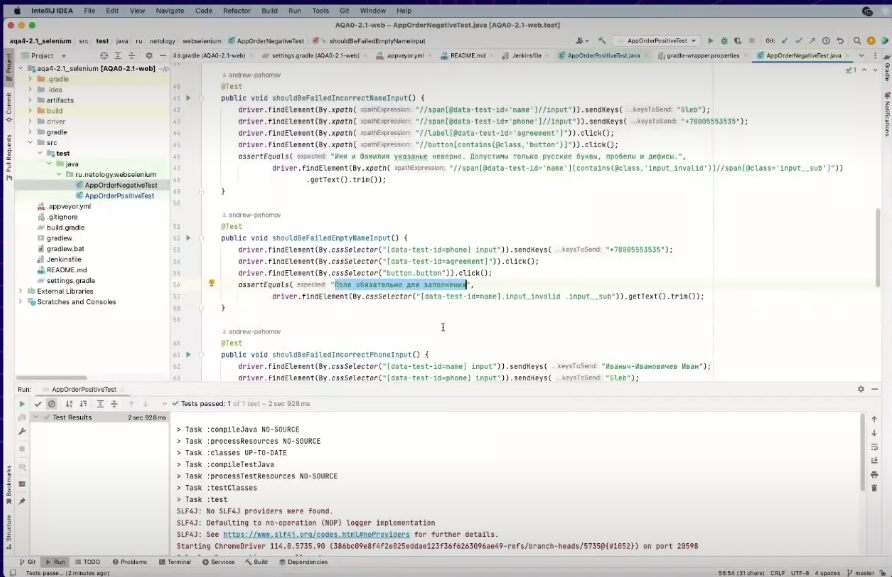 IntelliJ IDEA File Edit View Navigate Code Refactor Build Run Tools Git Window Help
AQA0-2.1-web – AppOrderNegativeTest.java [AQA0-2.1-web.test]
aqa4-2.1_selenium src test java ru netology webselenium AppOrderNegativeTest shouldBeFailedEmptyNameInput AppOrderPositiveTest Git:
Project
ld.gradle (AQA0-2.1-web) settings.gradle (AQA0-2.1-web) .appveyor.yml README.md Jenkinsfile AppOrderPositiveTest.java gradle-wrapper.properties AppOrderNegativeTest.java
aqa4-2.1_selenium [AQA0-2.1-web]
.gradle
.idea
artifacts
build
driver
gradle
src
test
java
ru.netology.webselenium
AppOrderNegativeTest
AppOrderPositiveTest
.appveyor.yml
.gitignore
build.gradle
gradlew
gradlew.bat
Jenkinsfile
README.md
settings.gradle
External Libraries
Scratches and Consoles
andrew-pahomov
@Test
public void shouldBeFailedIncorrectNameInput() {
driver.findElement(By.xpath( xpathExpression: "//span[@data-test-id='name']//input")).sendKeys( ...keysToSend: "Gleb");
driver.findElement(By.xpath( xpathExpression: "//span[@data-test-id='phone']//input")).sendKeys( ...keysToSend: "+78005553535");
driver.findElement(By.xpath( xpathExpression: "//label[@data-test-id='agreement']")).click();
driver.findElement(By.xpath( xpathExpression: "//button[contains(@class,'button')]")).click();
assertEquals( expected: "Имя и Фамилия указаные неверно. Допустимы только русские буквы, пробелы и дефисы.",
driver.findElement(By.xpath( xpathExpression: "//span[@data-test-id='name'][contains(@class,'input_invalid')]//span[@class='input__sub']"))
.getText().trim());
}
andrew-pahomov
@Test
public void shouldBeFailedEmptyNameInput() {
driver.findElement(By.cssSelector("[data-test-id=phone] input")).sendKeys( ...keysToSend: "+78005553535");
driver.findElement(By.cssSelector("[data-test-id=agreement]")).click();
driver.findElement(By.cssSelector("button.button")).click();
assertEquals( expected: "Поле обязательно для заполнения",
driver.findElement(By.cssSelector("[data-test-id=name].input_invalid .input__sub")).getText().trim());
}
andrew-pahomov
@Test
public void shouldBeFailedIncorrectPhoneInput() {
driver.findElement(By.cssSelector("[data-test-id=name] input")).sendKeys( ...keysToSend: "Иваныч-Ивановичев Иван");
driver.findElement(By.cssSelector("[data-test-id=phone] input")).sendKeys( ...keysToSend: "Gleb");
Run: AppOrderPositiveTest
Tests passed: 1 of 1 test – 2 sec 928 ms
Test Results 2 sec 928 ms
> Task :compileJava NO-SOURCE
> Task :processResources NO-SOURCE
> Task :classes UP-TO-DATE
> Task :compileTestJava
> Task :processTestResources NO-SOURCE
> Task :testClasses
> Task :test
SLF4J: No SLF4J providers were found.
SLF4J: Defaulting to no-operation (NOP) logger implementation
SLF4J: See https://www.slf4j.org/codes.html#noProviders for further details.
Starting ChromeDriver 114.0.5735.90 (386bc09e8f4f2e025eddae123f36f6263096ae49-refs/branch-heads/5735@{#1052}) on port 20598
Git Run TODO Problems Terminal Services Build Dependencies
Tests passe... (2 minutes ago) 56:54 (31 chars) CRLF UTF-8 4 spaces master
Project
Commit
Pull Requests
Bookmarks
Structure
Gradle
Notifications